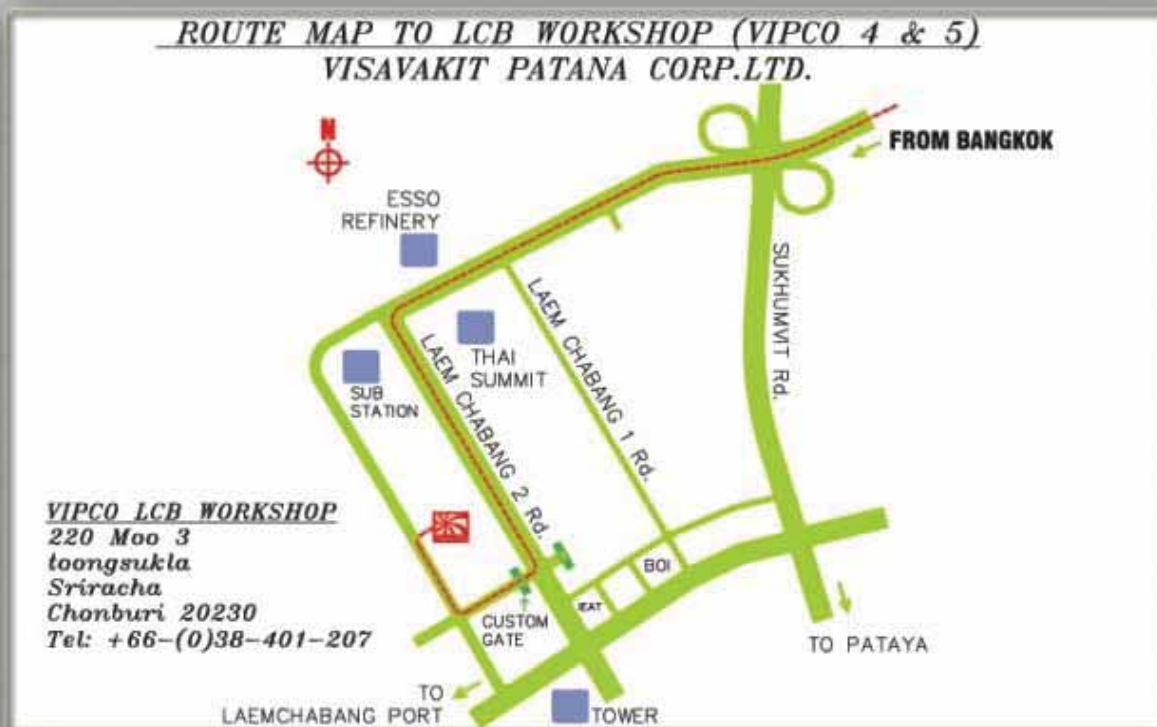 ROUTE MAP TO LCB WORKSHOP (VIPCO 4 & 5)
VISAVAKIT PATANA CORP.LTD.
N
FROM BANGKOK
ESSO
REFINERY
SUKHUMVIT Rd.
LAEM CHABANG 1 Rd.
THAI
SUMMIT
LAEM CHABANG 2 Rd.
SUB
STATION
VIPCO LCB WORKSHOP
220 Moo 3
toongsukla
Sriracha
Chonburi 20230
Tel: +66-(0)38-401-207
BOI
IEAT
CUSTOM
GATE
TO PATAYA
TO
LAEMCHABANG PORT
TOWER